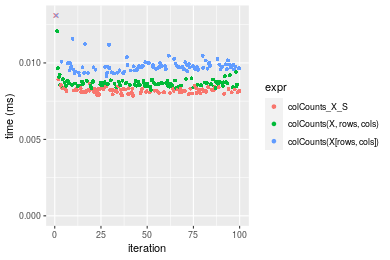 0.010
0.005
0.000
time (ms)
0
25
50
75
100
iteration
expr
colCounts_X_S
colCounts(X, rows, cols)
colCounts(X[rows, cols])